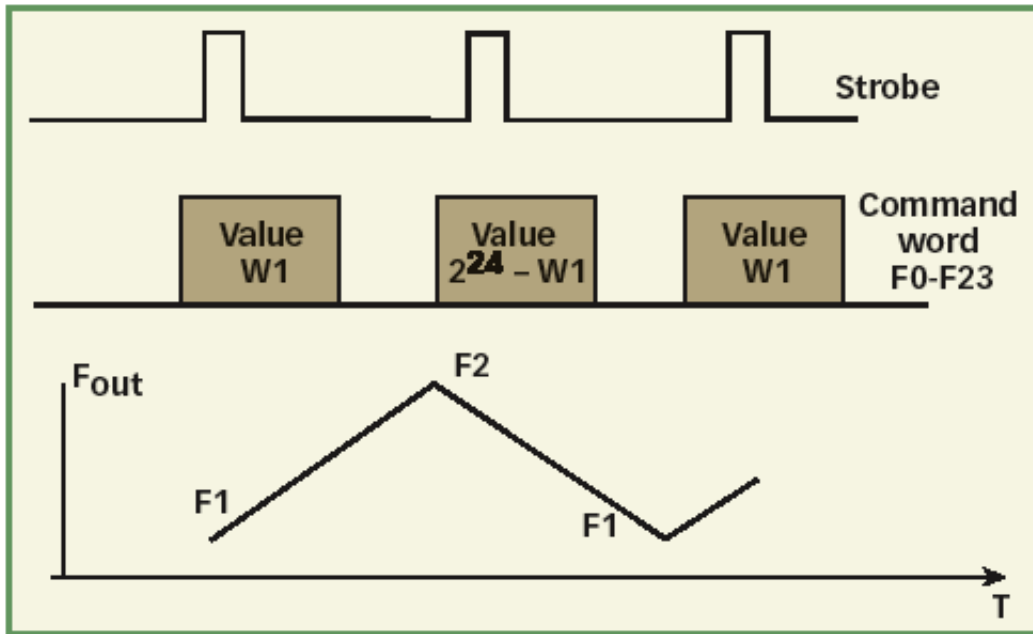 Strobe
Value
W1
Value
2²⁴ – W1
Value
W1
Command
word
F0-F23
Fout
F2
F1
F1
T